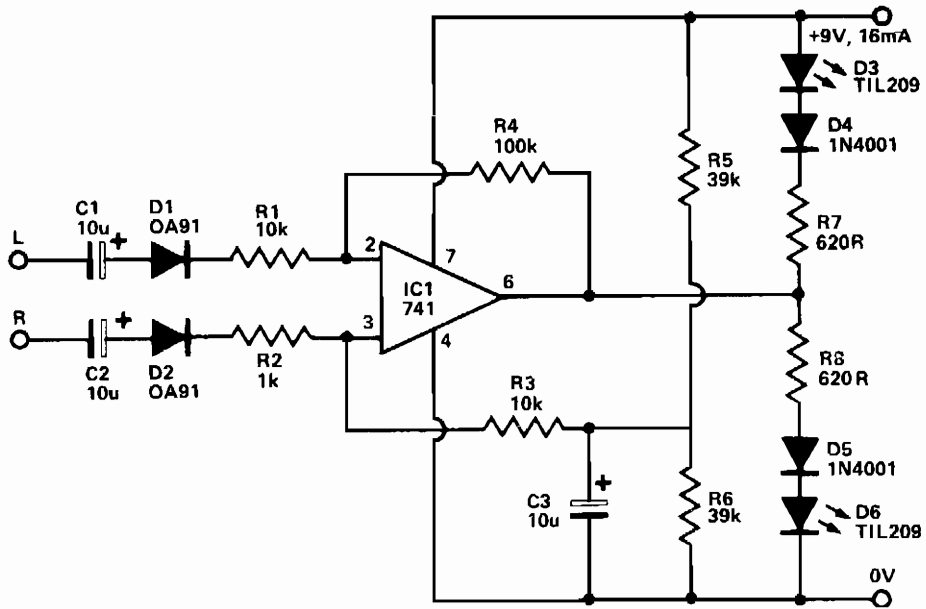 +9V, 16mA
D3
TIL209
D4
1N4001
R4
100k
R5
39k
R7
620R
C1
10u
+
D1
OA91
R1
10k
L
2
7
IC1
741
6
3
4
R
C2
10u
+
D2
OA91
R2
1k
R8
620R
R3
10k
D5
1N4001
C3
10u
+
R6
39k
D6
TIL209
0V